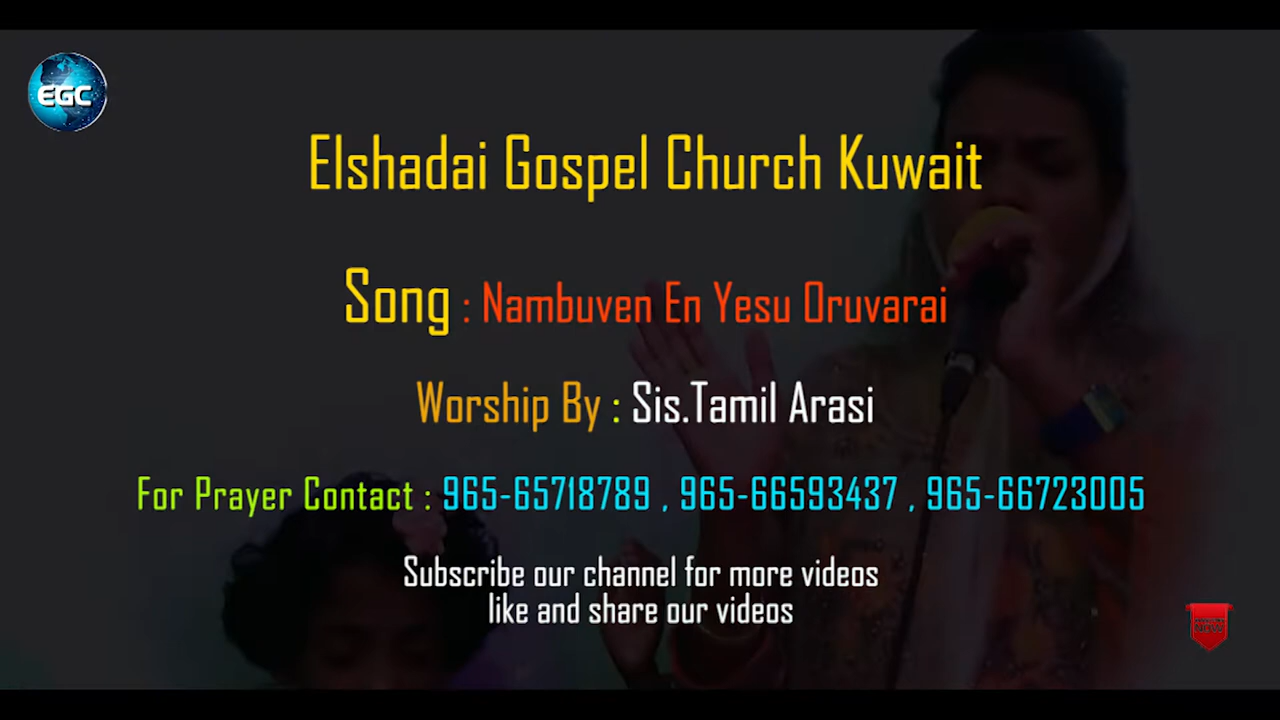 EGC
Elshadai Gospel Church Kuwait
Song : Nambuven En Yesu Oruvarai
Worship By : Sis.Tamil Arasi
For Prayer Contact : 965-65718789 , 965-66593437 , 965-66723005
Subscribe our channel for more videos
like and share our videos
NOW